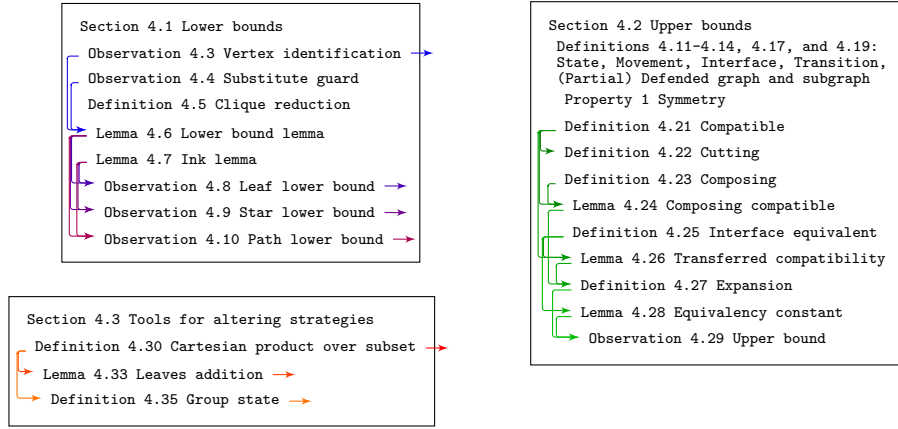 Section 4.1 Lower bounds
Observation 4.3 Vertex identification
Observation 4.4 Substitute guard
Definition 4.5 Clique reduction
Lemma 4.6 Lower bound lemma
Lemma 4.7 Ink lemma
Observation 4.8 Leaf lower bound
Observation 4.9 Star lower bound
Observation 4.10 Path lower bound
Section 4.2 Upper bounds
Definitions 4.11-4.14, 4.17, and 4.19:
State, Movement, Interface, Transition,
(Partial) Defended graph and subgraph
Property 1 Symmetry
Definition 4.21 Compatible
Definition 4.22 Cutting
Definition 4.23 Composing
Lemma 4.24 Composing compatible
Definition 4.25 Interface equivalent
Lemma 4.26 Transferred compatibility
Definition 4.27 Expansion
Lemma 4.28 Equivalency constant
Observation 4.29 Upper bound
Section 4.3 Tools for altering strategies
Definition 4.30 Cartesian product over subset
Lemma 4.33 Leaves addition
Definition 4.35 Group state